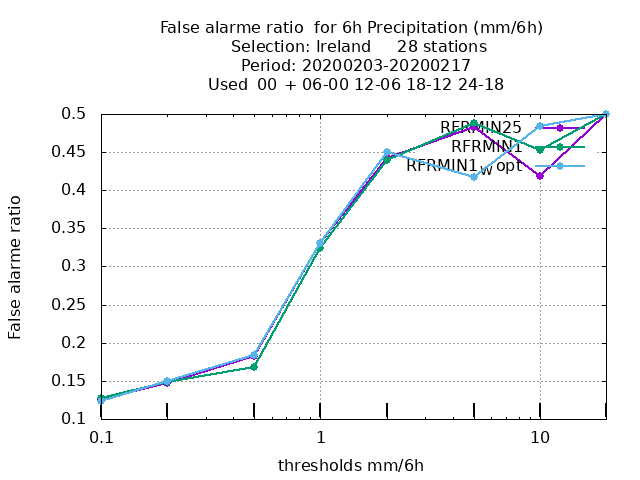 False alarme ratio  for 6h Precipitation (mm/6h)
Selection: Ireland     28 stations
Period: 20200203-20200217
Used  00 + 06-00 12-06 18-12 24-18
RFRMIN25
RFRMIN1
RFRMIN1wopt
0.5
0.45
0.4
0.35
0.3
0.25
0.2
0.15
0.1
False alarme ratio
0.1 1 10
thresholds mm/6h